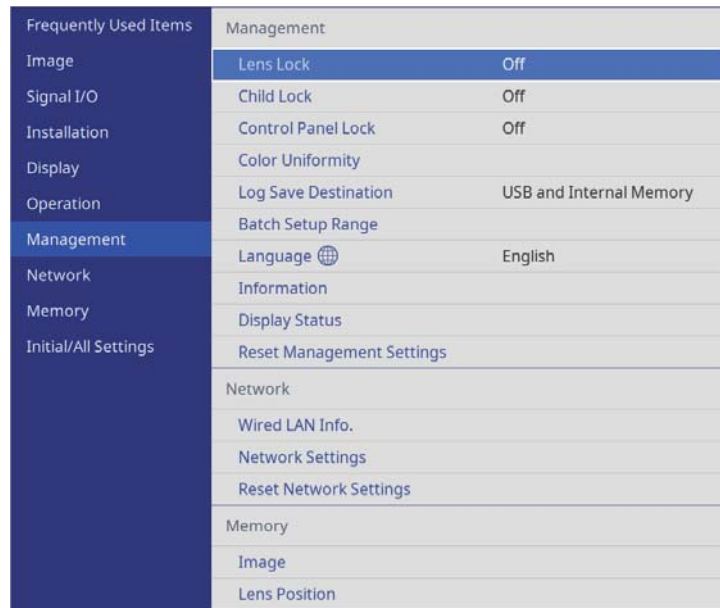 Frequently Used Items
Image
Signal I/O
Installation
Display
Operation
Management
Network
Memory
Initial/All Settings
Management
Lens Lock Off
Child Lock Off
Control Panel Lock Off
Color Uniformity
Log Save Destination USB and Internal Memory
Batch Setup Range
Language English
Information
Display Status
Reset Management Settings
Network
Wired LAN Info.
Network Settings
Reset Network Settings
Memory
Image
Lens Position